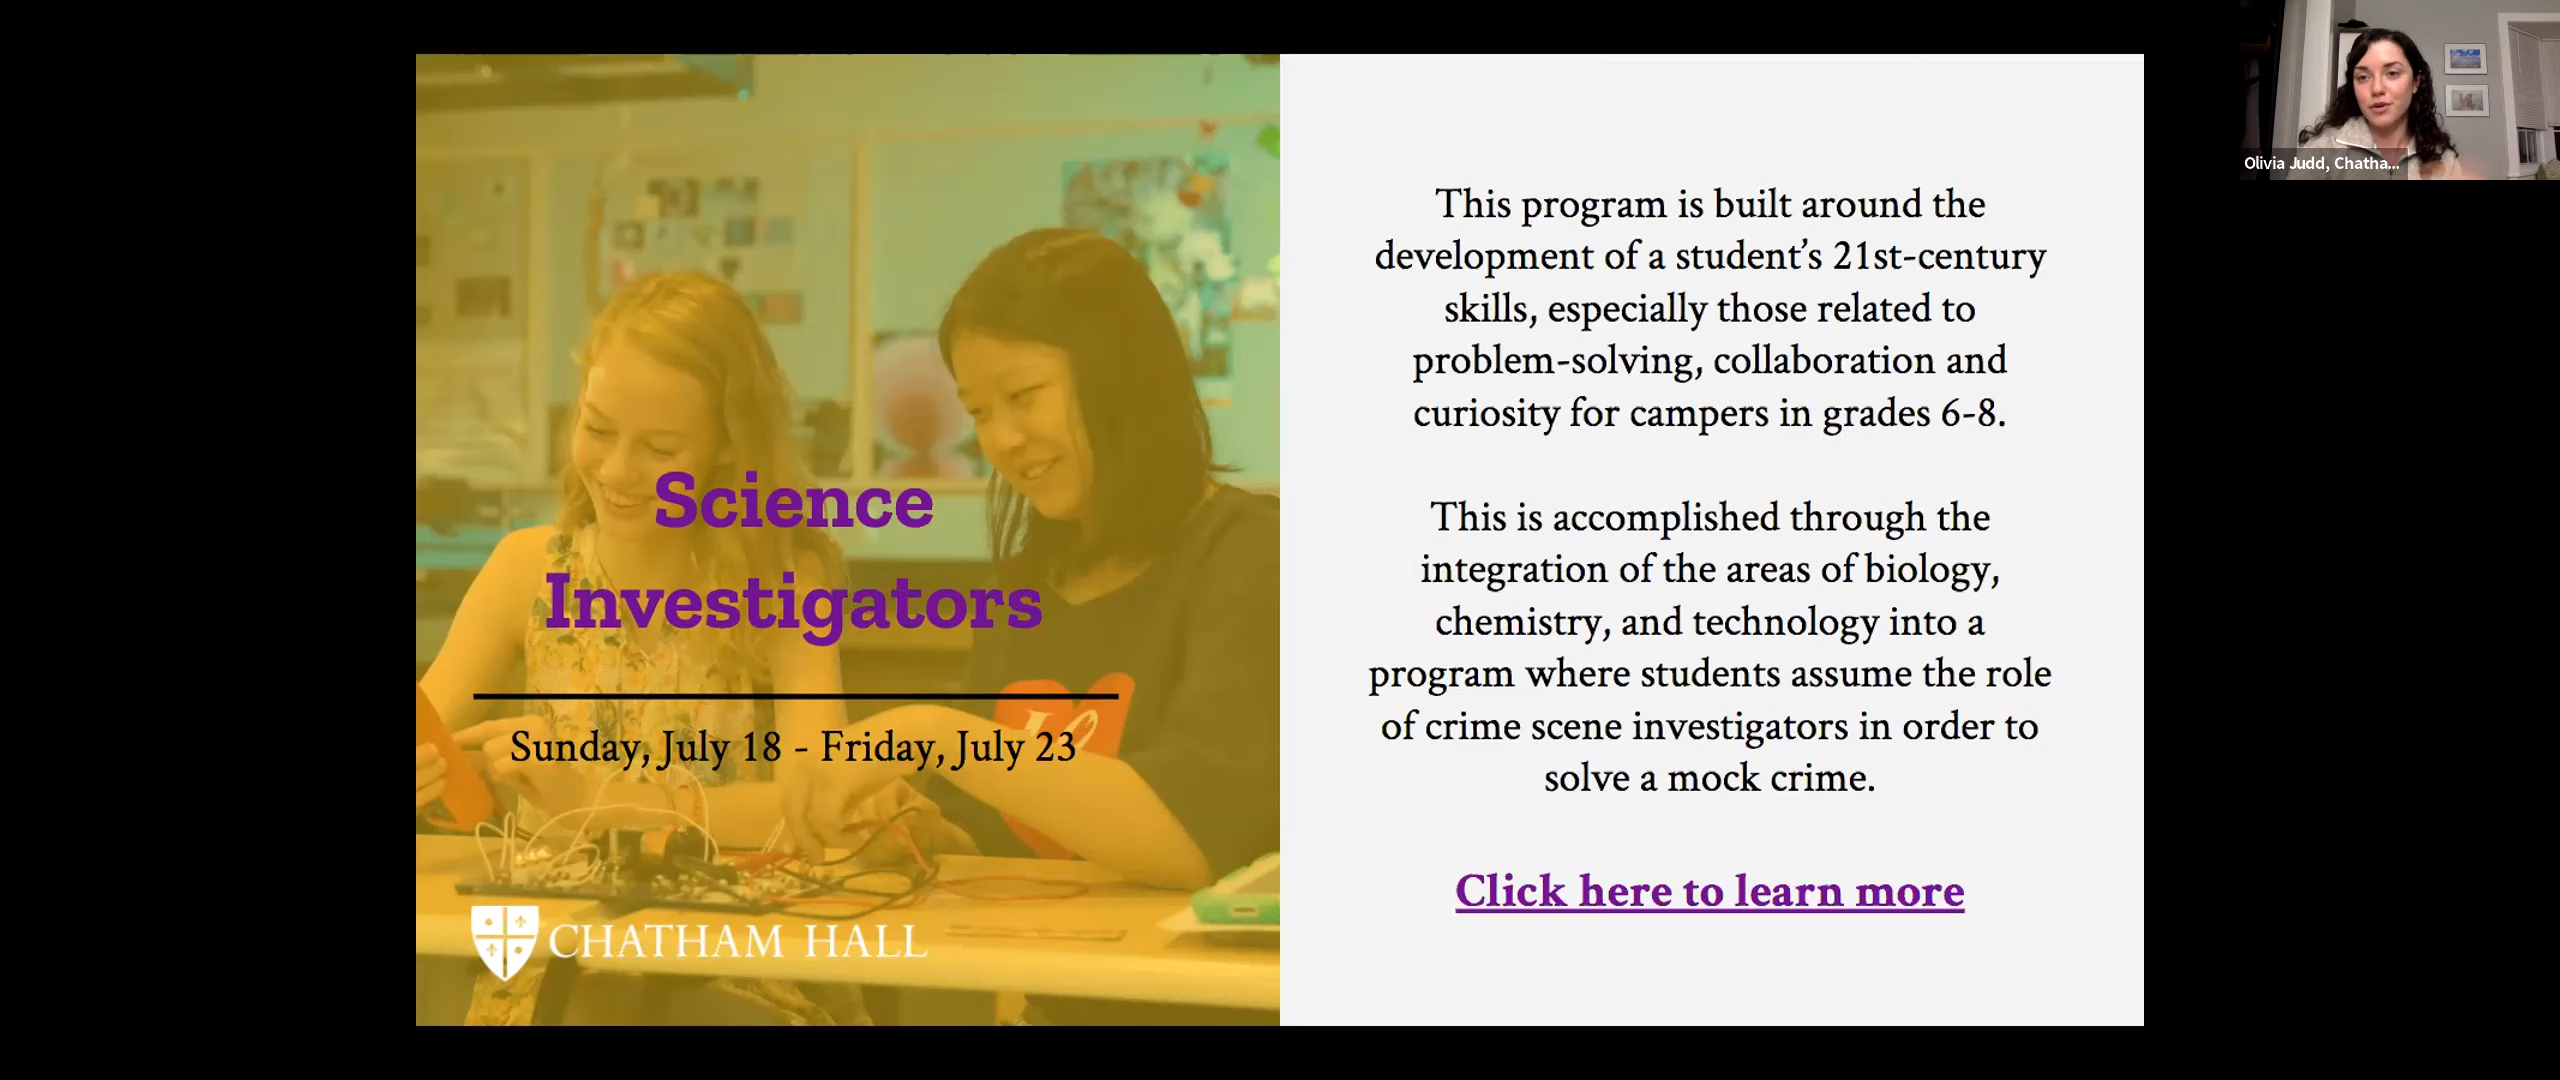 Science
Investigators
Sunday, July 18 - Friday, July 23
CHATHAM HALL
This program is built around the
development of a student’s 21st-century
skills, especially those related to
problem-solving, collaboration and
curiosity for campers in grades 6-8.
This is accomplished through the
integration of the areas of biology,
chemistry, and technology into a
program where students assume the role
of crime scene investigators in order to
solve a mock crime.
Click here to learn more
Olivia Judd, Chatha...